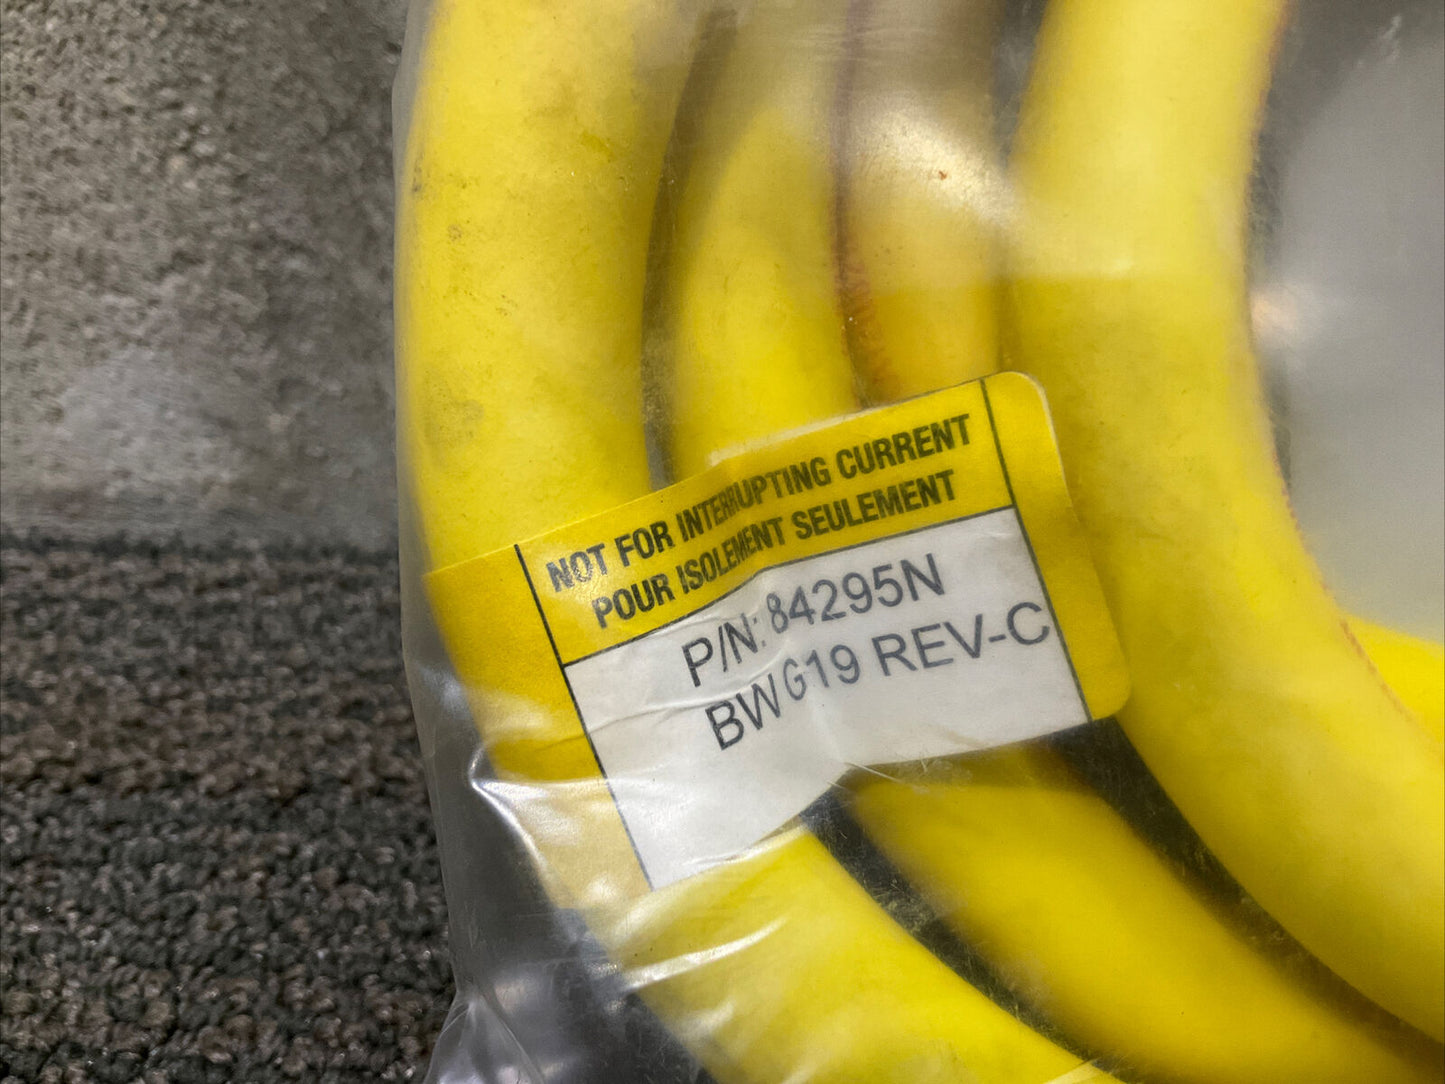 NOT FOR INTERRUPTING CURRENT
POUR ISOLEMENT SEULEMENT
P/N: 84295N
BWG19 REV-C